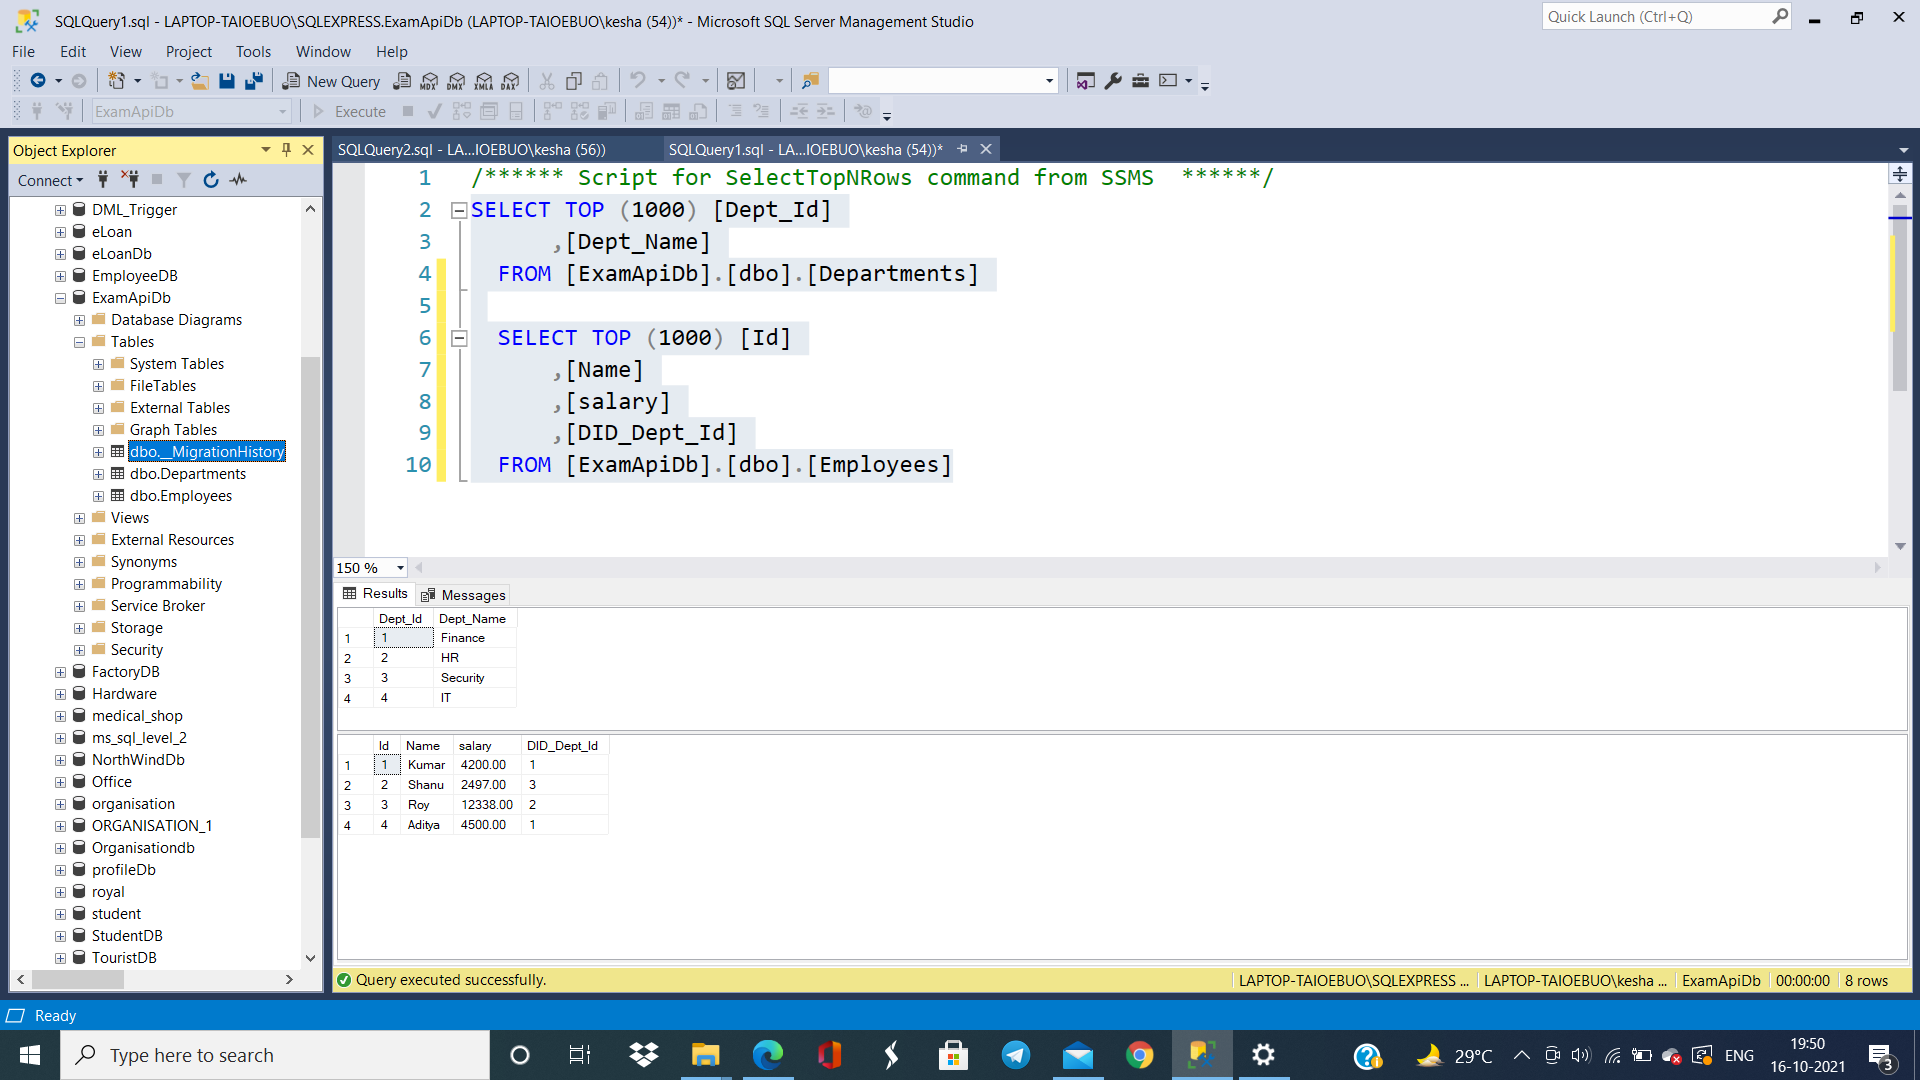 SQLQuery1.sql - LAPTOP-TAIOEBUO\SQLEXPRESS.ExamApiDb (LAPTOP-TAIOEBUO\kesha (54))* - Microsoft SQL Server Management Studio
Quick Launch (Ctrl+Q)
File Edit View Project Tools Window Help
New Query MDX DMX XMLA DAX
ExamApiDb Execute
Object Explorer
Connect
DML_Trigger
eLoan
eLoanDb
EmployeeDB
ExamApiDb
Database Diagrams
Tables
System Tables
FileTables
External Tables
Graph Tables
dbo.__MigrationHistory
dbo.Departments
dbo.Employees
Views
External Resources
Synonyms
Programmability
Service Broker
Storage
Security
FactoryDB
Hardware
medical_shop
ms_sql_level_2
NorthWindDb
Office
organisation
ORGANISATION_1
Organisationdb
profileDb
royal
student
StudentDB
TouristDB
SQLQuery2.sql - LA...IOEBUO\kesha (56)) SQLQuery1.sql - LA...IOEBUO\kesha (54))*
1 /****** Script for SelectTopNRows command from SSMS ******/
2 SELECT TOP (1000) [Dept_Id]
3 ,[Dept_Name]
4 FROM [ExamApiDb].[dbo].[Departments]
5
6 SELECT TOP (1000) [Id]
7 ,[Name]
8 ,[salary]
9 ,[DID_Dept_Id]
10 FROM [ExamApiDb].[dbo].[Employees]
150 %
Results Messages
Dept_Id Dept_Name
1 1 Finance
2 2 HR
3 3 Security
4 4 IT
Id Name salary DID_Dept_Id
1 1 Kumar 4200.00 1
2 2 Shanu 2497.00 3
3 3 Roy 12338.00 2
4 4 Aditya 4500.00 1
Query executed successfully. LAPTOP-TAIOEBUO\SQLEXPRESS ... LAPTOP-TAIOEBUO\kesha ... ExamApiDb 00:00:00 8 rows
Ready
Type here to search
29°C ENG
19:50
16-10-2021
3